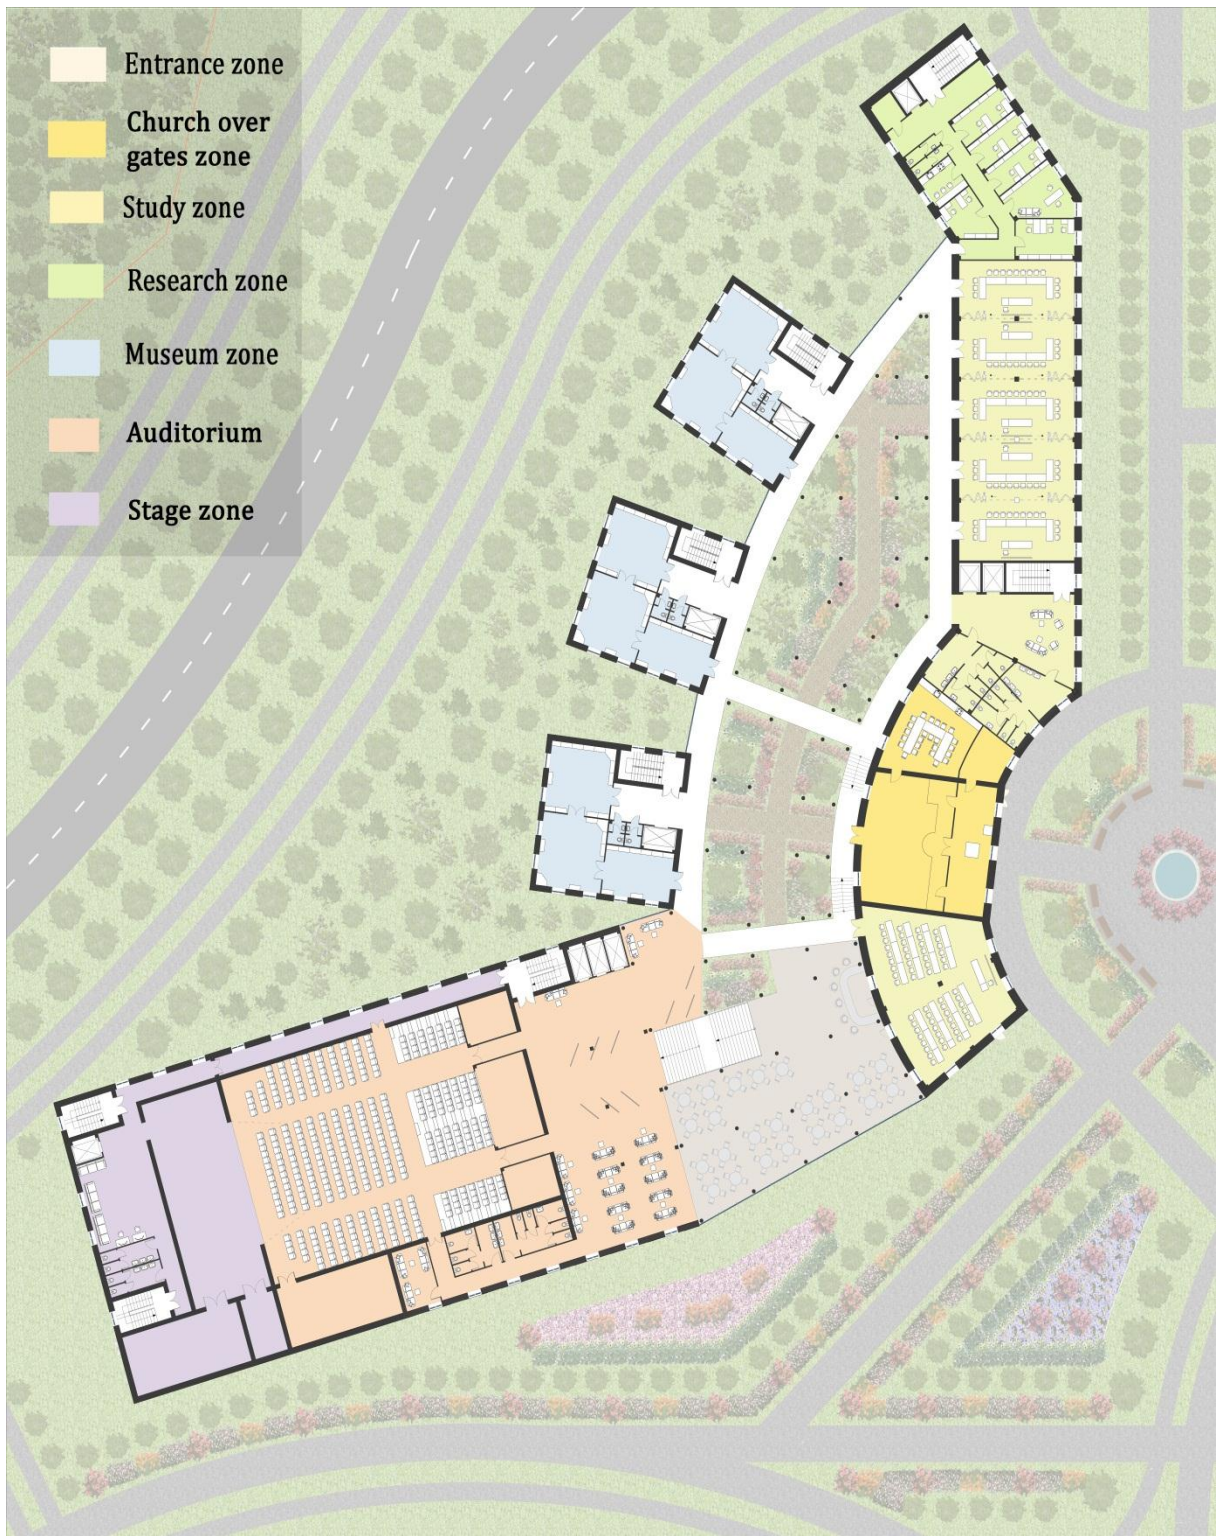 Entrance zone
Church over
gates zone
Study zone
Research zone
Museum zone
Auditorium
Stage zone